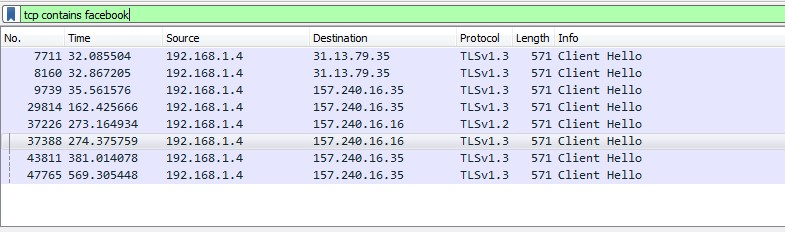 tcp contains facebook
No. Time Source Destination Protocol Length Info
7711 32.085504 192.168.1.4 31.13.79.35 TLSv1.3 571 Client Hello
8160 32.867205 192.168.1.4 31.13.79.35 TLSv1.3 571 Client Hello
9739 35.561576 192.168.1.4 157.240.16.35 TLSv1.3 571 Client Hello
29814 162.425666 192.168.1.4 157.240.16.35 TLSv1.3 571 Client Hello
37226 273.164934 192.168.1.4 157.240.16.16 TLSv1.2 571 Client Hello
37388 274.375759 192.168.1.4 157.240.16.16 TLSv1.3 571 Client Hello
43811 381.014078 192.168.1.4 157.240.16.35 TLSv1.3 571 Client Hello
47765 569.305448 192.168.1.4 157.240.16.35 TLSv1.3 571 Client Hello